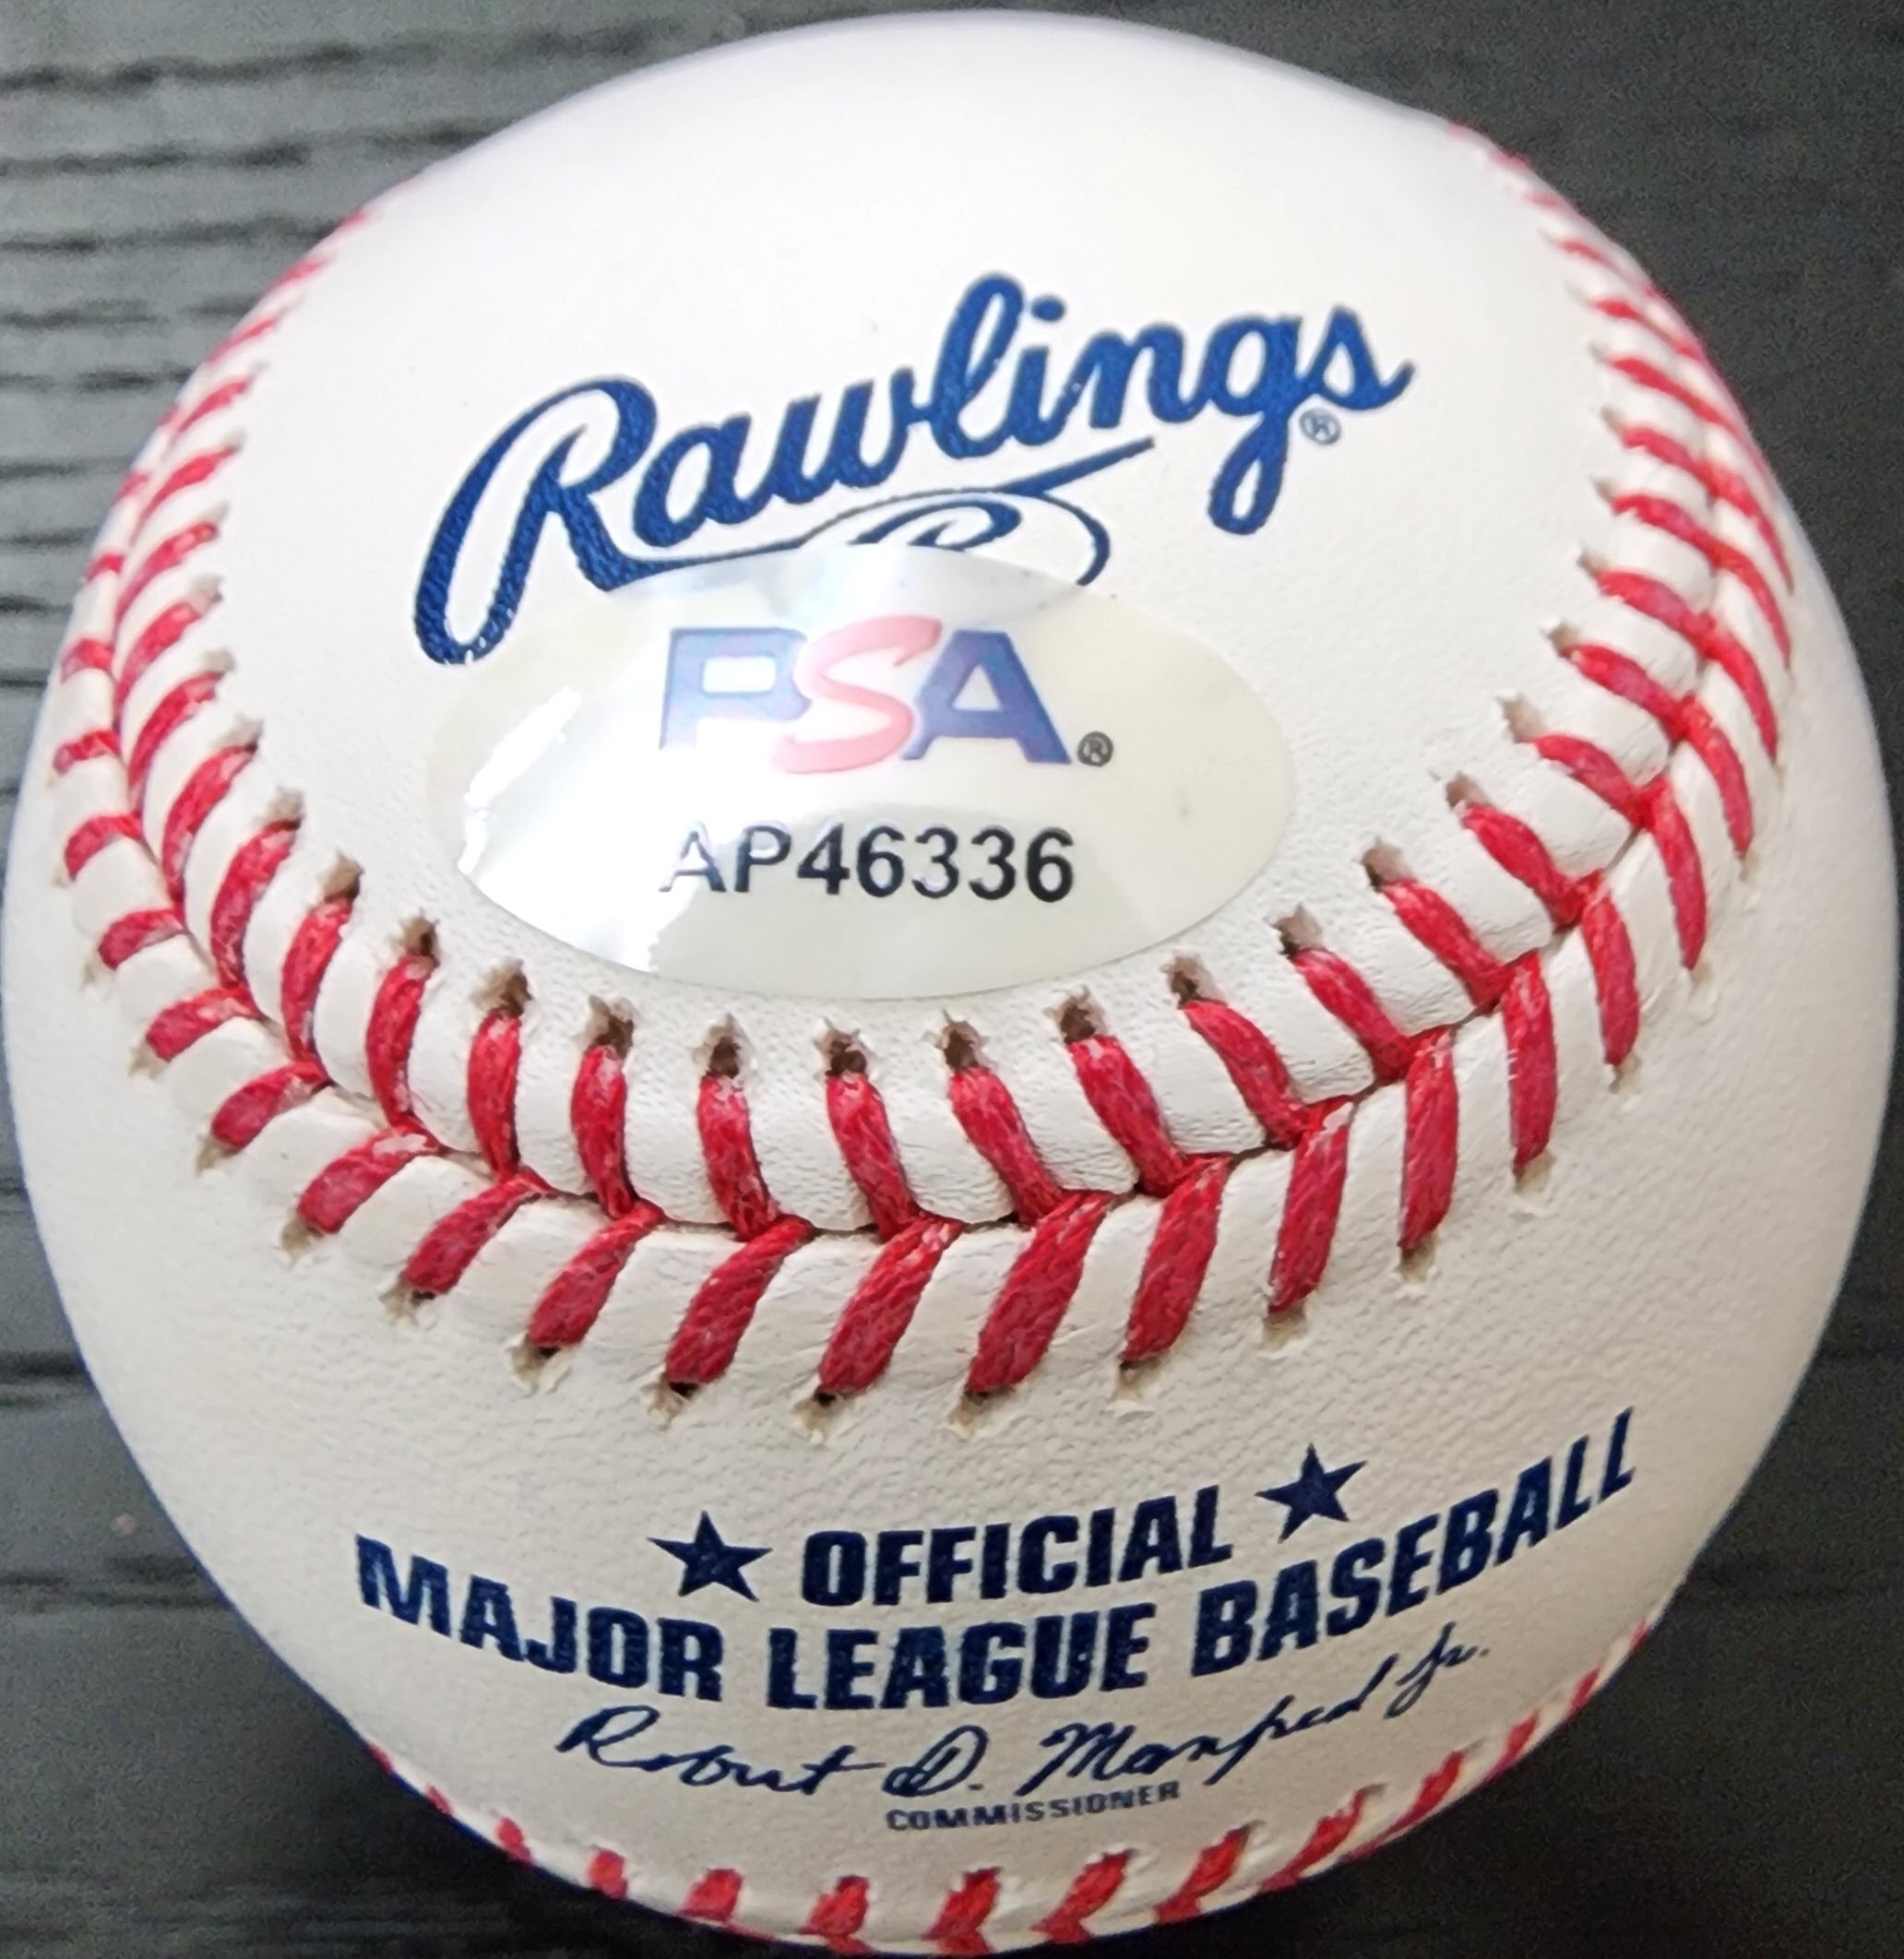 Rawlings®
PSA®
AP46336
★ OFFICIAL ★
MAJOR LEAGUE BASEBALL
Robert D. Manfred Jr.
COMMISSIONER